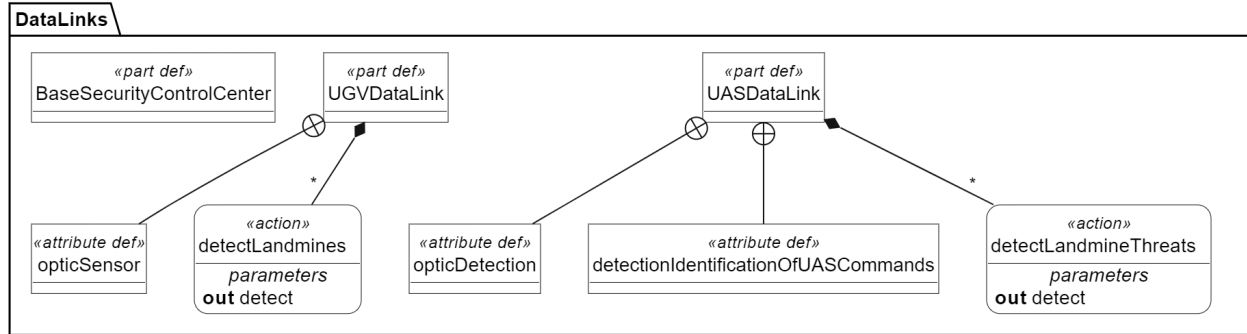 DataLinks
«part def»
BaseSecurityControlCenter
«part def»
UGVDataLink
«part def»
UASDataLink
*
*
«attribute def»
opticSensor
«action»
detectLandmines
parameters
out detect
«attribute def»
opticDetection
«attribute def»
detectionIdentificationOfUASCommands
«action»
detectLandmineThreats
parameters
out detect